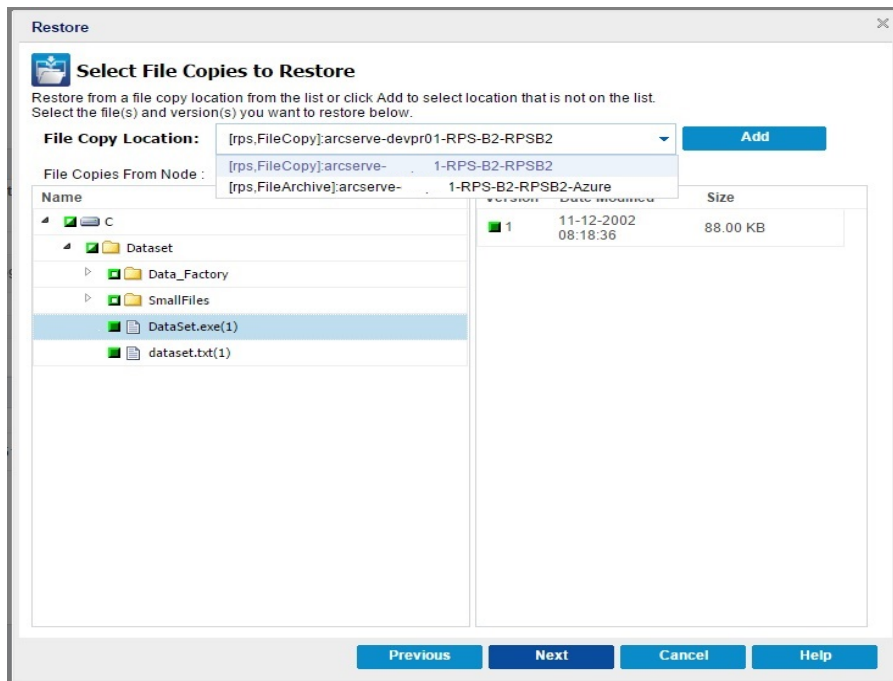 Restore
Select File Copies to Restore
Restore from a file copy location from the list or click Add to select location that is not on the list.
Select the file(s) and version(s) you want to restore below.
File Copy Location: [rps,FileCopy]:arcserve-devpr01-RPS-B2-RPSB2 Add
[rps,FileCopy]:arcserve- . 1-RPS-B2-RPSB2
File Copies From Node :
[rps,FileArchive]:arcserve- . 1-RPS-B2-RPSB2-Azure
Name Version Date Modified Size
C
1 11-12-2002 08:18:36 88.00 KB
Dataset
Data_Factory
SmallFiles
DataSet.exe(1)
dataset.txt(1)
Previous Next Cancel Help